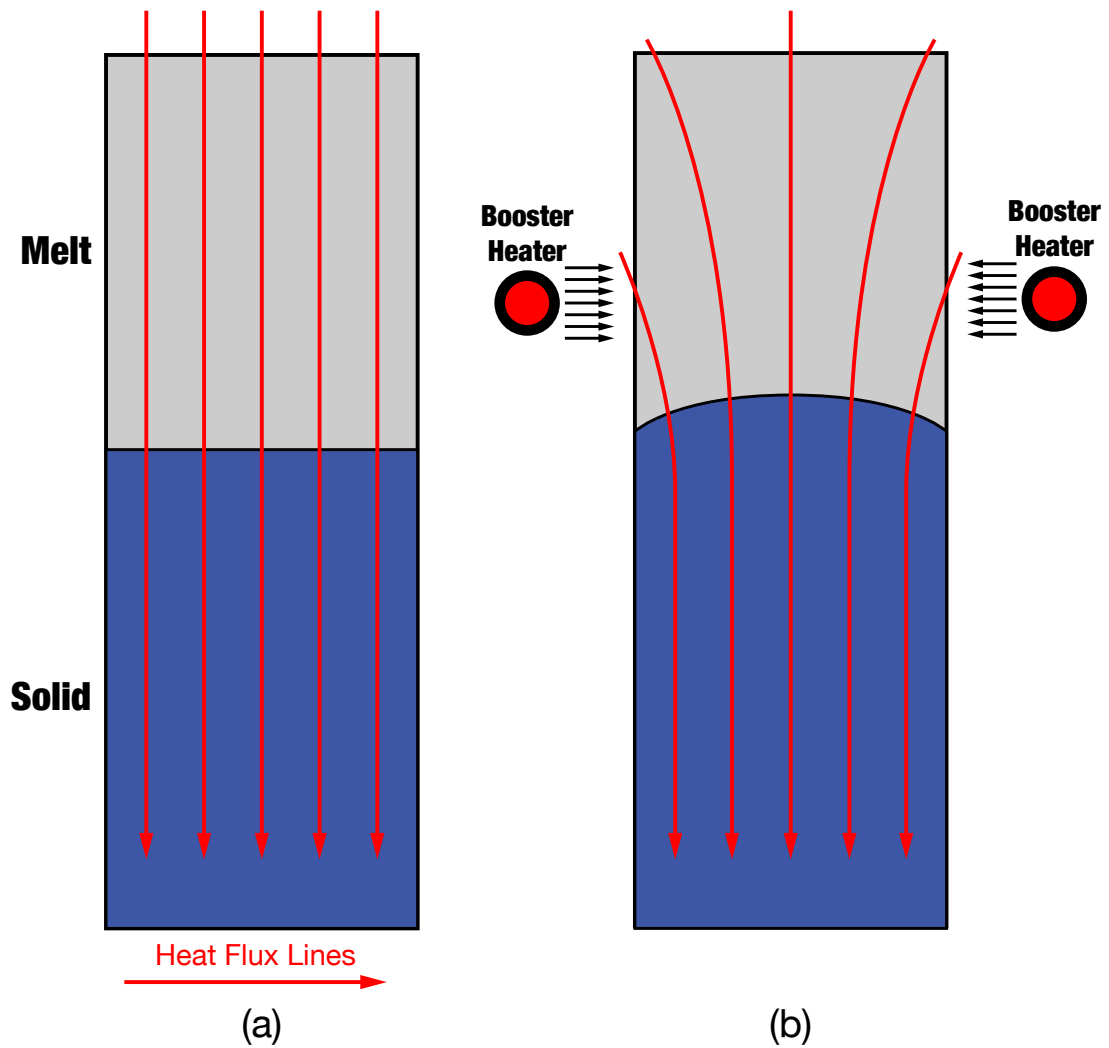 Melt
Solid
Heat Flux Lines
(a)
Booster
Heater
Booster
Heater
(b)